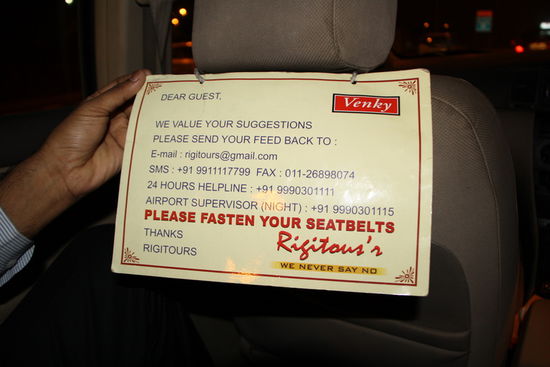 DEAR GUEST,
Venky
WE VALUE YOUR SUGGESTIONS
PLEASE SEND YOUR FEED BACK TO :
E-mail : rigitours@gmail.com
SMS : +91 9911117799 FAX : 011-26898074
24 HOURS HELPLINE : +91 9990301111
AIRPORT SUPERVISOR (NIGHT) : +91 9990301115
PLEASE FASTEN YOUR SEATBELTS
THANKS
RIGITOURS
Rigitous'r
WE NEVER SAY NO